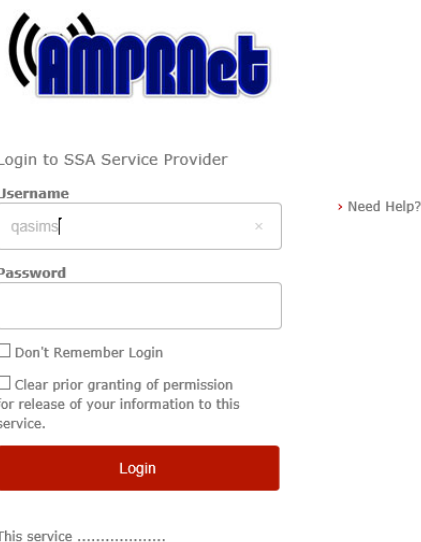 AMPRNet
Login to SSA Service Provider
Username
qasims
Need Help?
Password
Don't Remember Login
Clear prior granting of permission
for release of your information to this
service.
Login
This service ...................